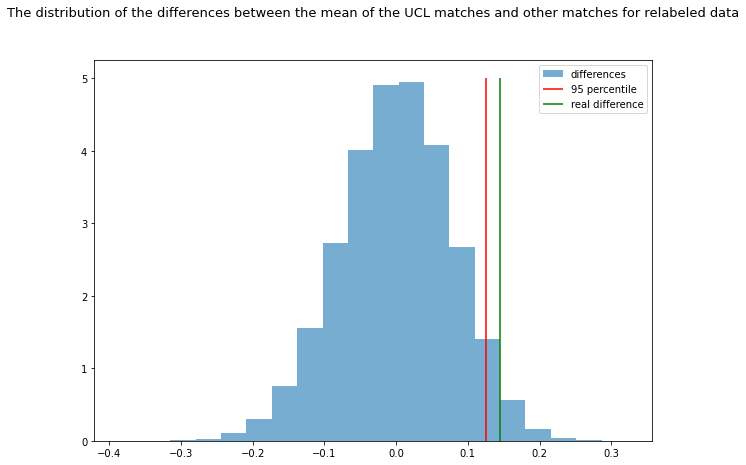 The distribution of the differences between the mean of the UCL matches and other matches for relabeled data
differences
95 percentile
real difference
5
4
3
2
1
0
−0.4 −0.3 −0.2 −0.1 0.0 0.1 0.2 0.3